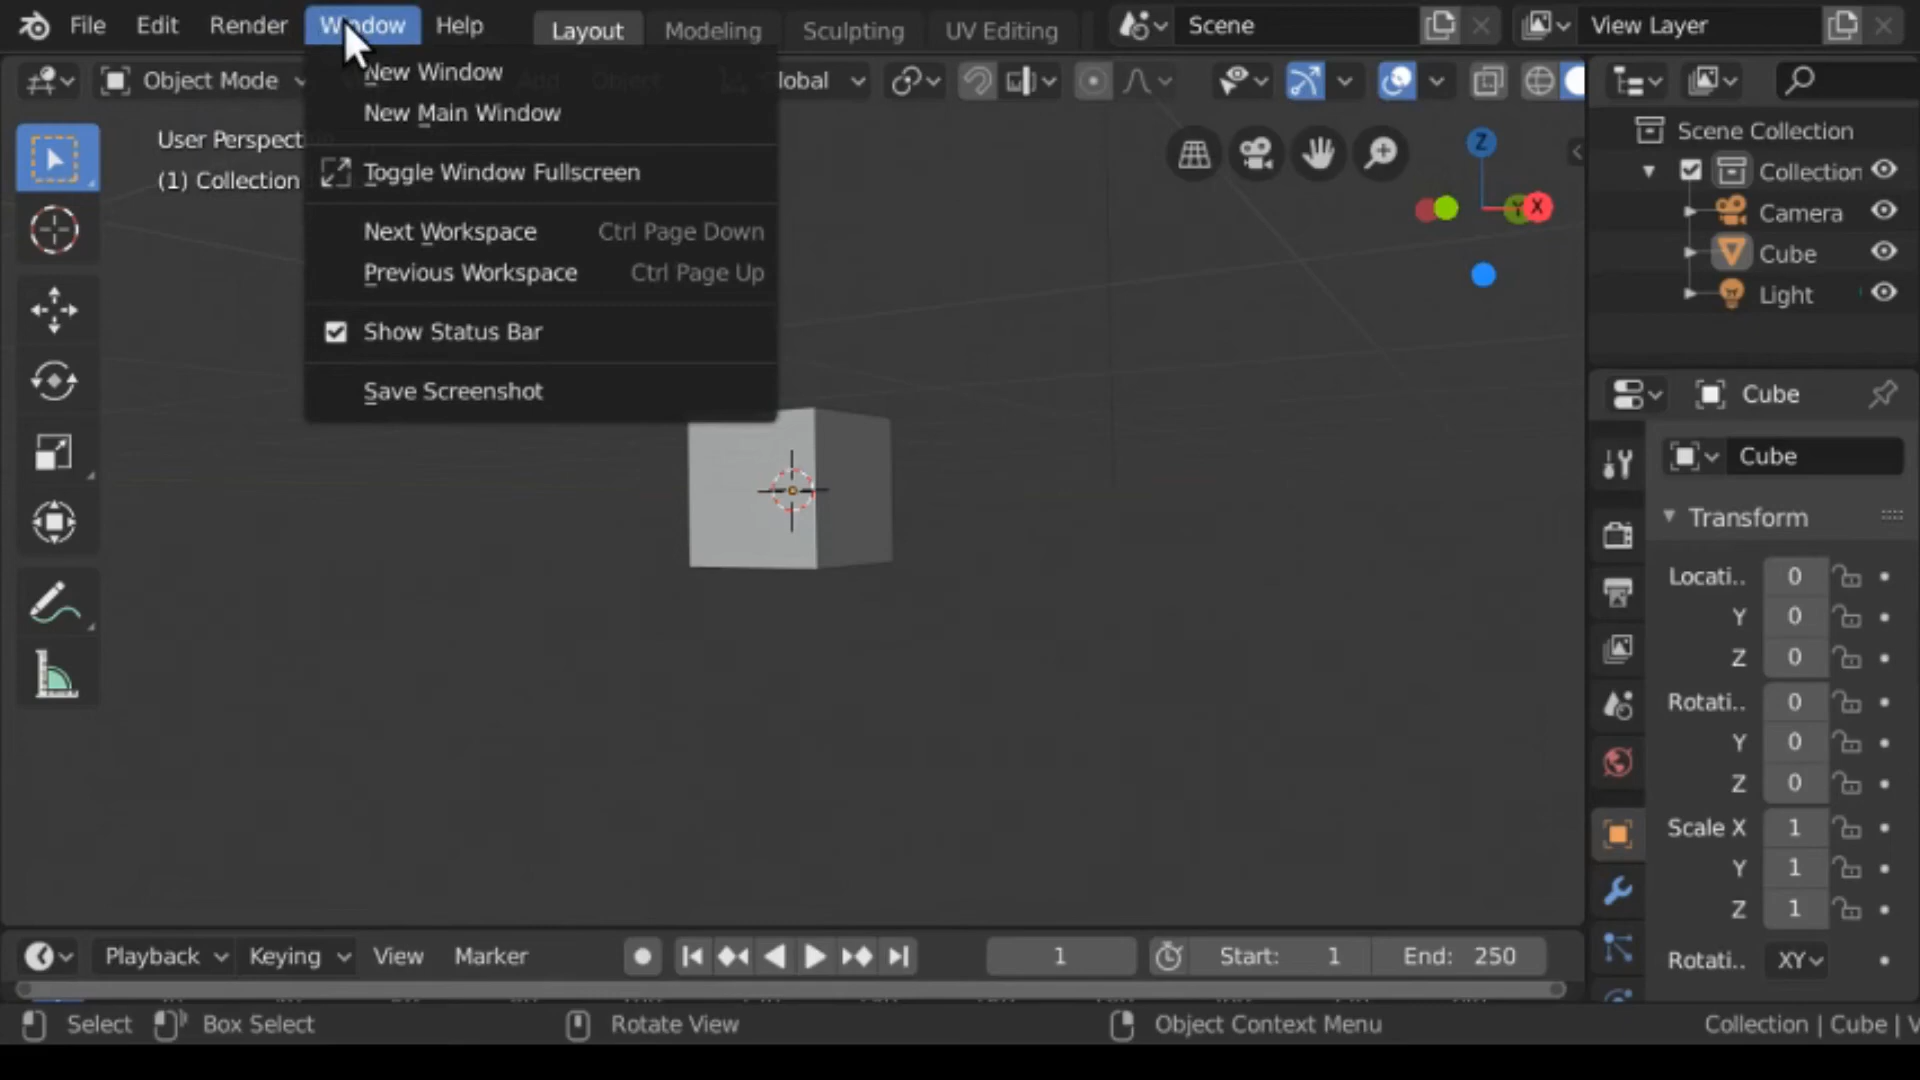 File Edit Render Window Help Layout Modeling Sculpting UV Editing Scene View Layer
Object Mode Add Object Global
New Window
New Main Window
Toggle Window Fullscreen
Next Workspace Ctrl Page Down
Previous Workspace Ctrl Page Up
Show Status Bar
Save Screenshot
User Perspecti
(1) Collection
Z
Y
X
Scene Collection
Collection
Camera
Cube
Light
Cube
Cube
Transform
Locati.. 0
Y 0
Z 0
Rotati.. 0
Y 0
Z 0
Scale X 1
Y 1
Z 1
Rotati.. XY
Playback Keying View Marker 1 Start: 1 End: 250
Select Box Select Rotate View Object Context Menu Collection | Cube | V